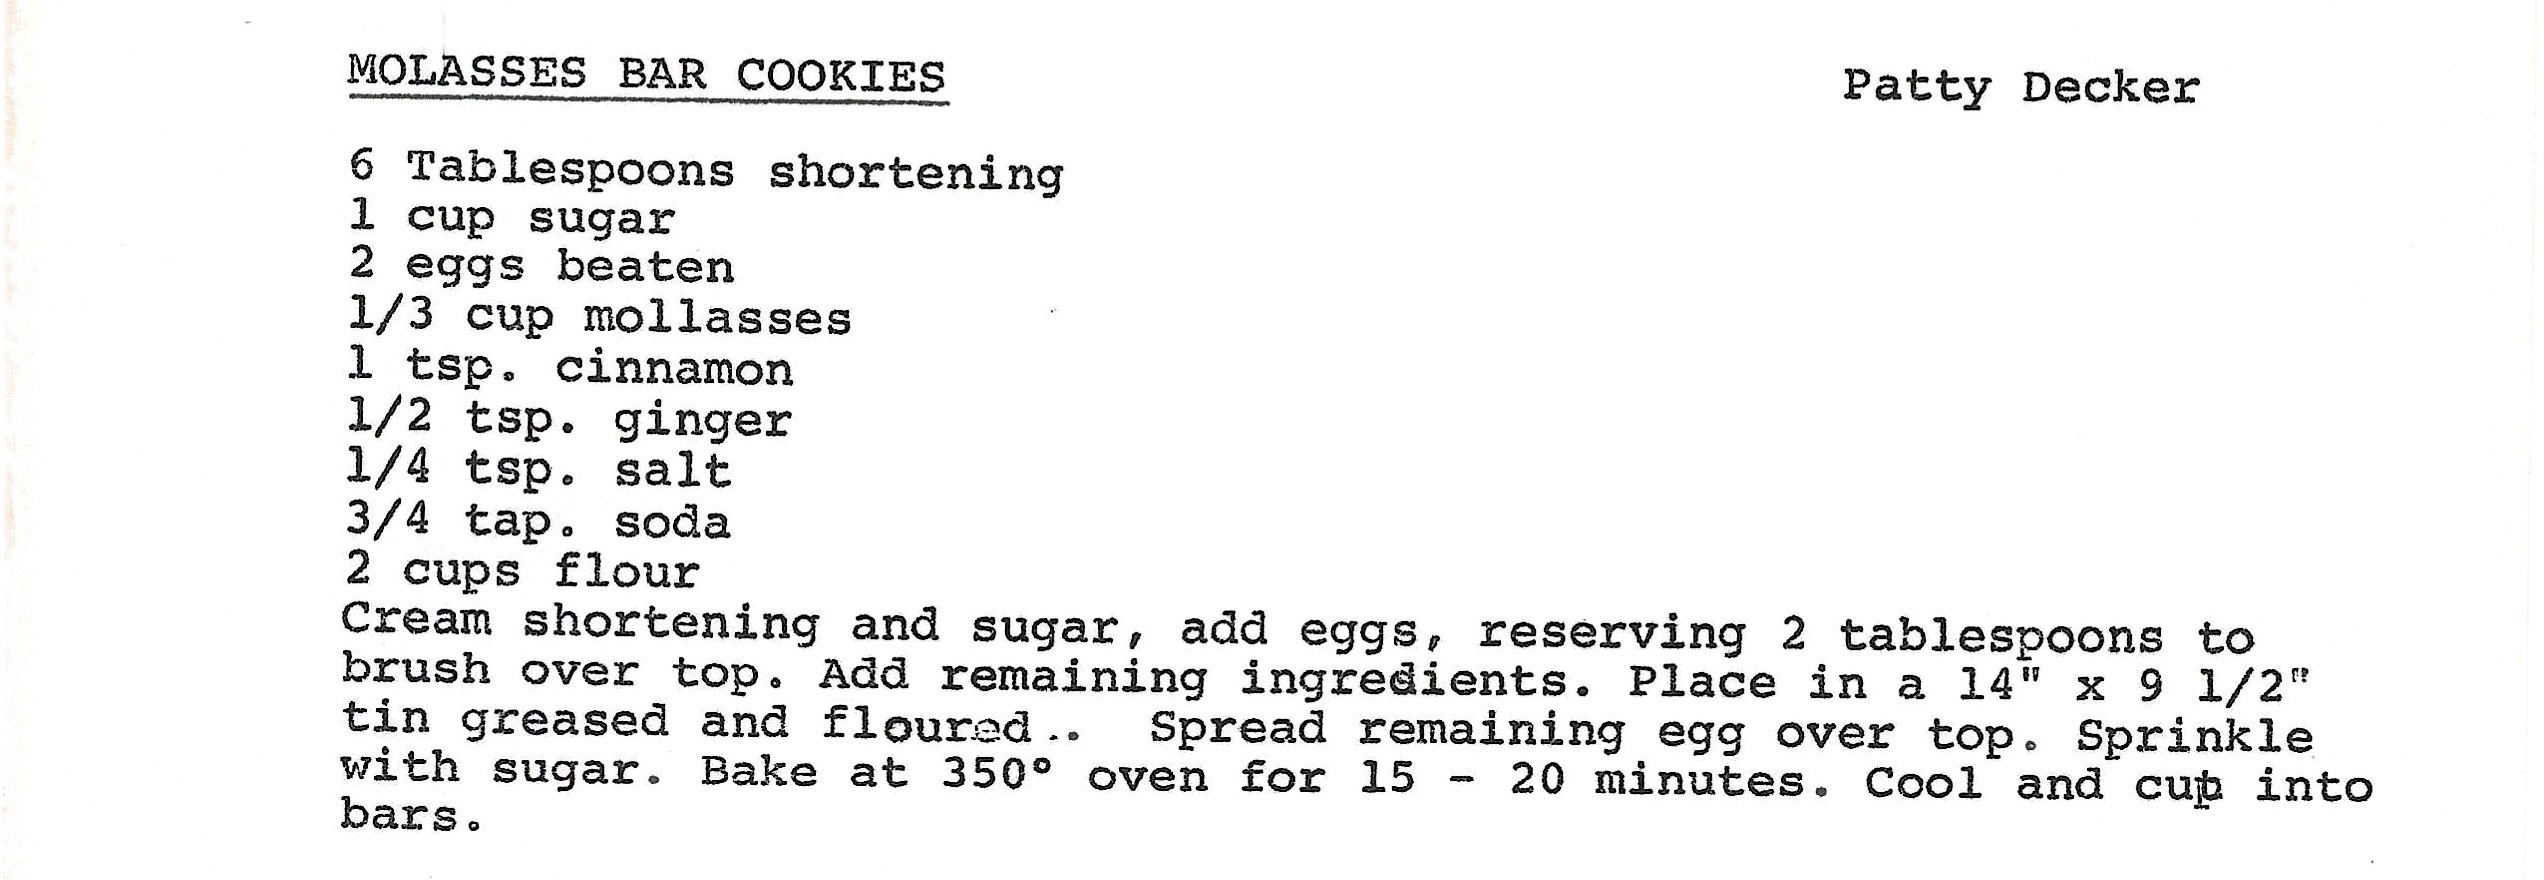 MOLASSES BAR COOKIES Patty Decker
6 Tablespoons shortening
1 cup sugar
2 eggs beaten
1/3 cup mollasses
1 tsp. cinnamon
1/2 tsp. ginger
1/4 tsp. salt
3/4 tap. soda
2 cups flour
Cream shortening and sugar, add eggs, reserving 2 tablespoons to
brush over top. Add remaining ingredients. Place in a 14" x 9 1/2"
tin greased and floured.. Spread remaining egg over top. Sprinkle
with sugar. Bake at 350° oven for 15 - 20 minutes. Cool and cut into
bars.